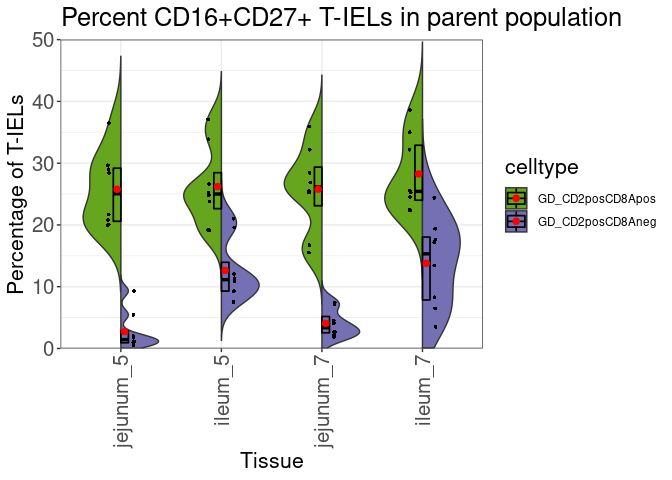 Percent CD16+CD27+ T-IELs in parent population
Percentage of T-IELs
50
40
30
20
10
0
jejunum_5
ileum_5
jejunum_7
ileum_7
Tissue
celltype
GD_CD2posCD8Apos
GD_CD2posCD8Aneg